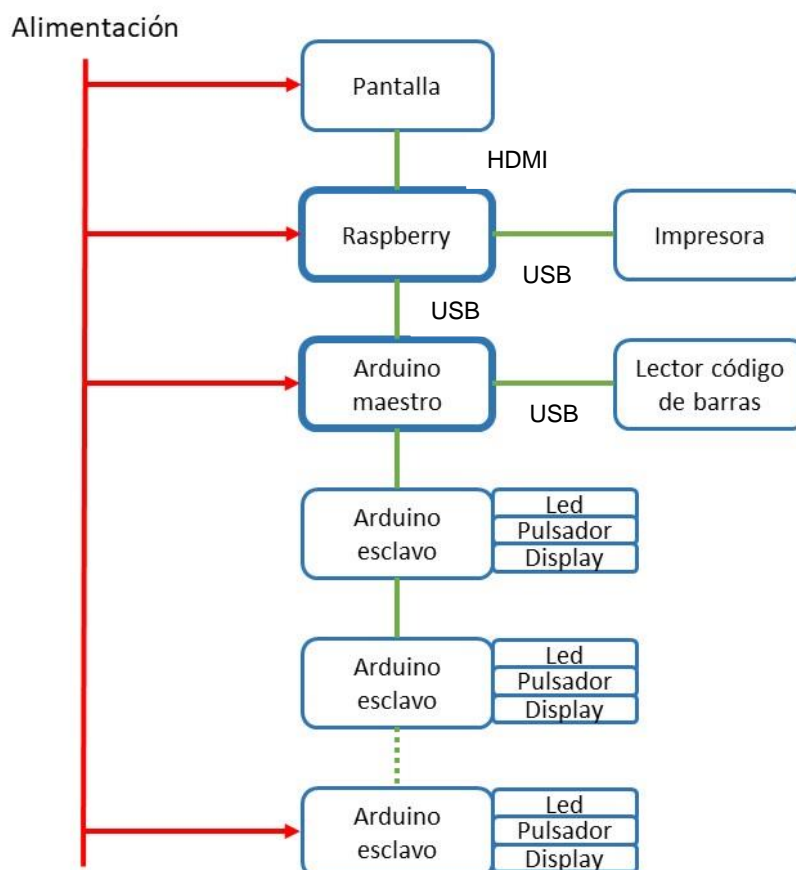 Alimentación
Pantalla
HDMI
Raspberry
Impresora
USB
USB
Arduino
maestro
Lector código
de barras
USB
Arduino
esclavo
Led
Pulsador
Display
Arduino
esclavo
Led
Pulsador
Display
Arduino
esclavo
Led
Pulsador
Display